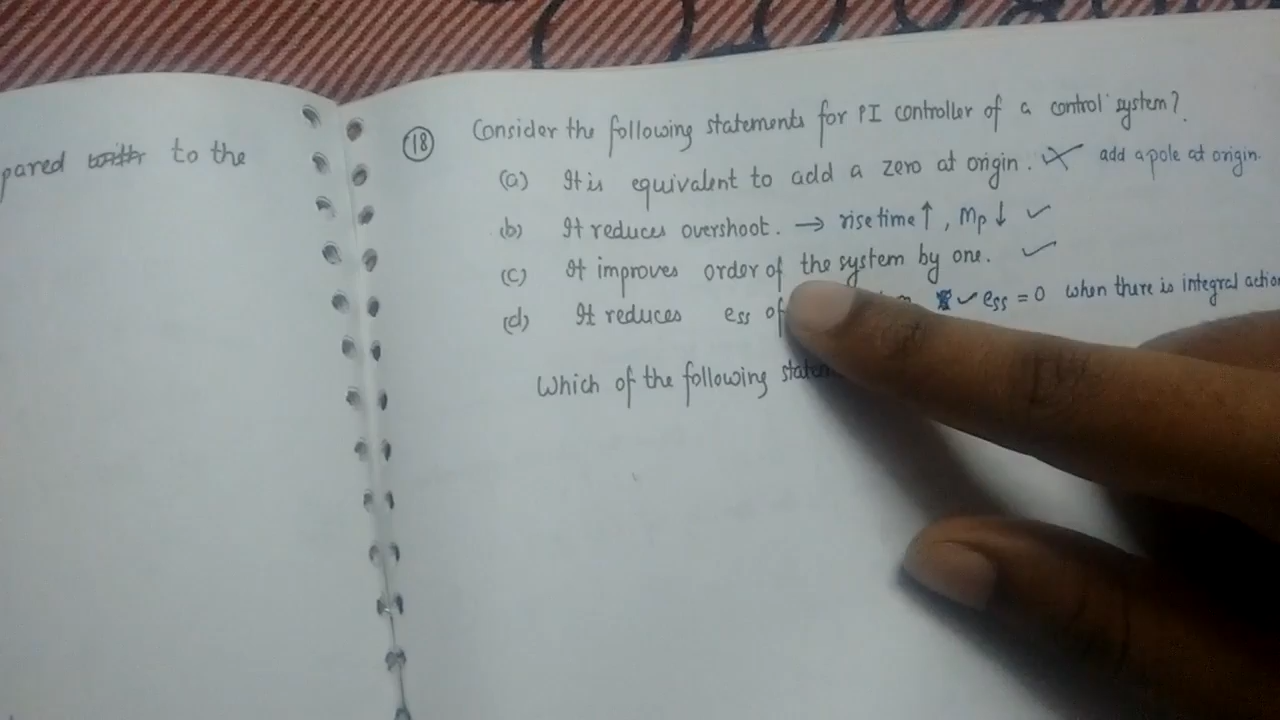 pared to the
(18) Consider the following statements for PI controller of a control system?
(a) It is equivalent to add a zero at origin. ✗ add a pole at origin.
(b) It reduces overshoot. → rise time ↑, Mp ↓ ✓
(c) It improves order of the system by one. ✓
(d) It reduces ess of ✓ ess = 0 when there is integral actio
Which of the following